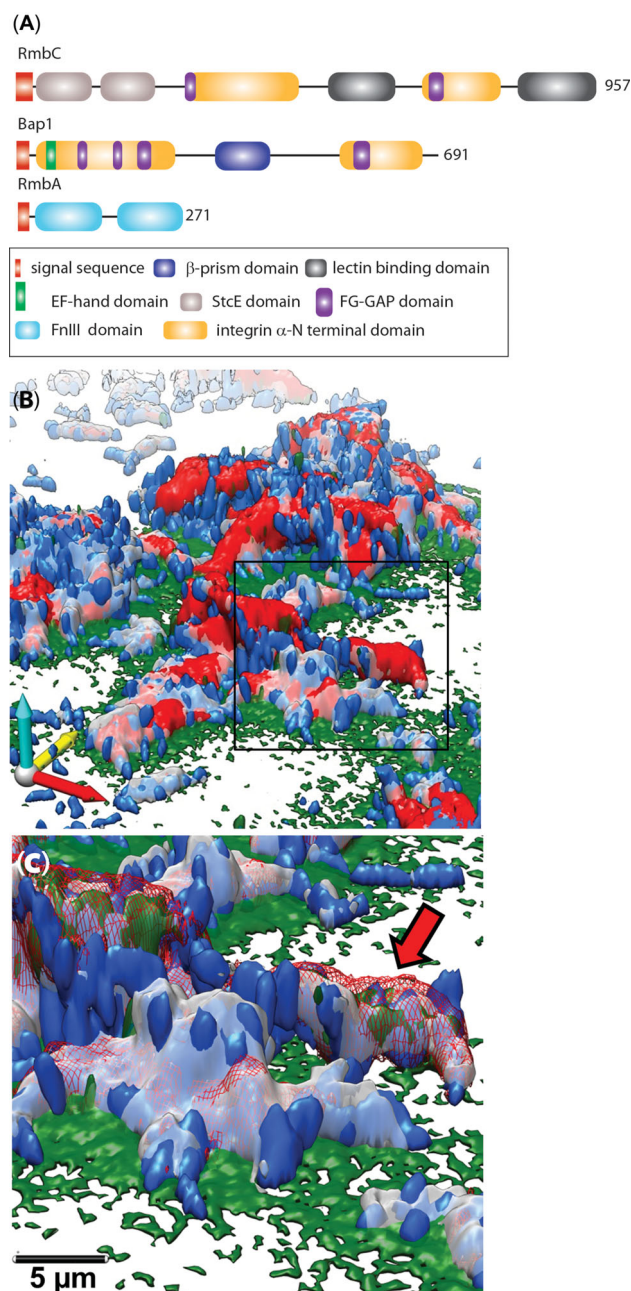 (A)
RmbC
957
Bap1
691
RmbA
271
signal sequence β-prism domain lectin binding domain
EF-hand domain StcE domain FG-GAP domain
FnIII domain integrin α-N terminal domain
(B)
(C)
5 µm